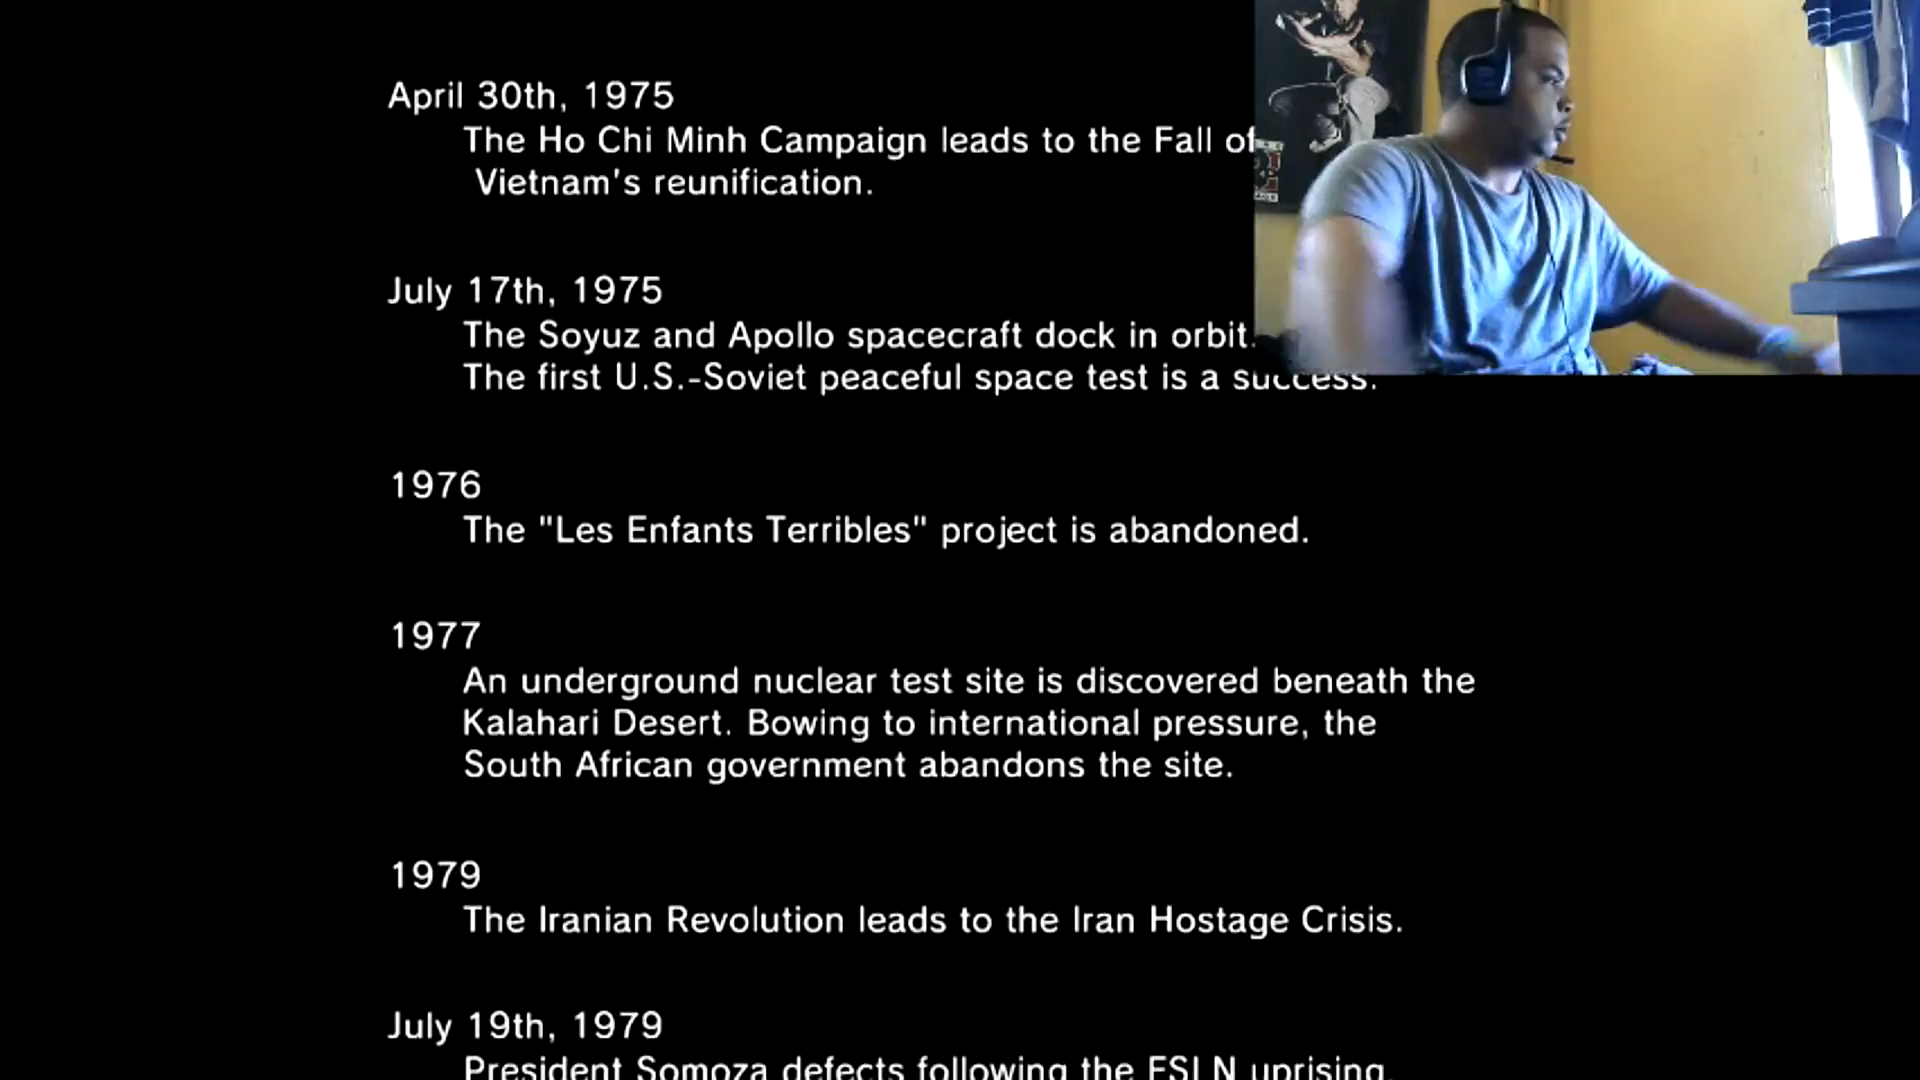 April 30th, 1975
The Ho Chi Minh Campaign leads to the Fall of
Vietnam's reunification.
July 17th, 1975
The Soyuz and Apollo spacecraft dock in orbit.
The first U.S.-Soviet peaceful space test is a success.
1976
The "Les Enfants Terribles" project is abandoned.
1977
An underground nuclear test site is discovered beneath the
Kalahari Desert. Bowing to international pressure, the
South African government abandons the site.
1979
The Iranian Revolution leads to the Iran Hostage Crisis.
July 19th, 1979
President Somoza defects following the FSLN uprising.